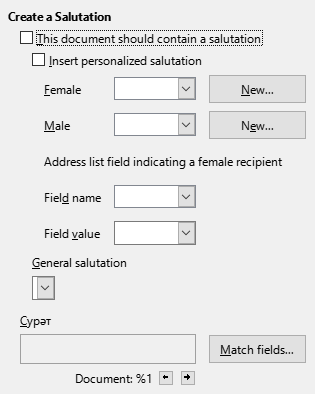 Create a Salutation
This document should contain a salutation
Insert personalized salutation
Female
New...
Male
New...
Address list field indicating a female recipient
Field name
Field value
General salutation
Сурәт
Match fields...
Document: %1